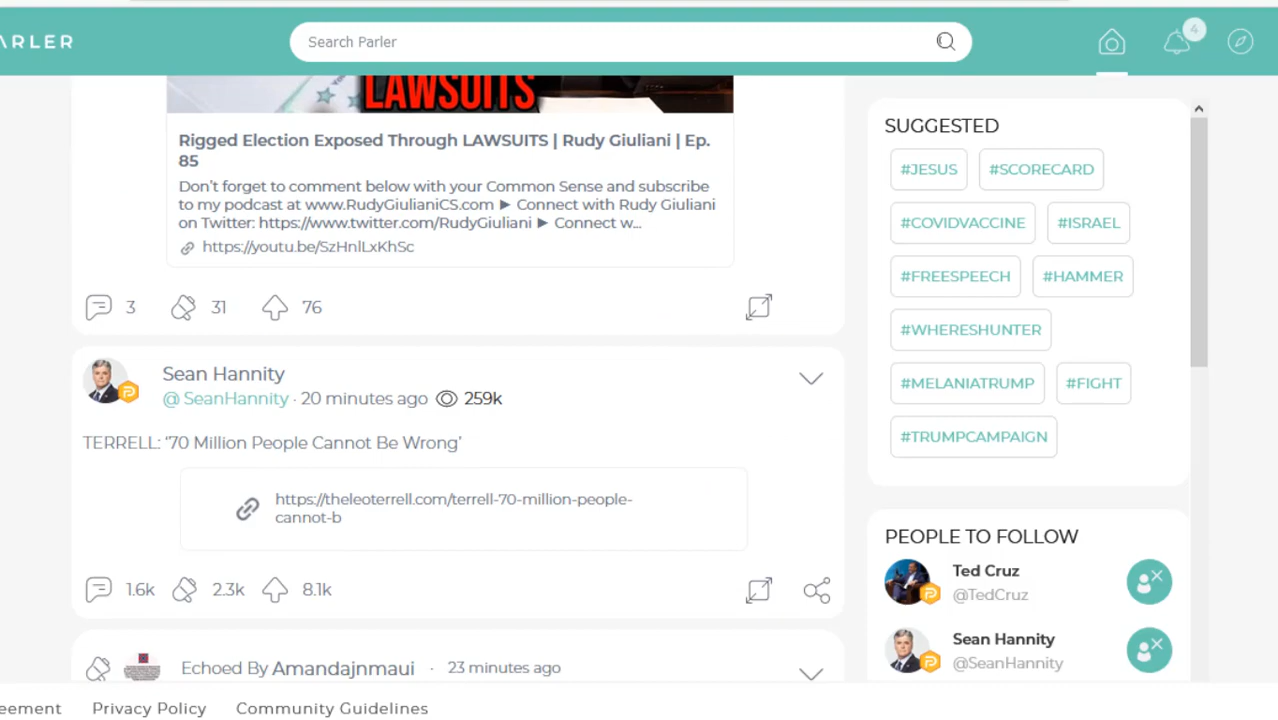 ARLER
Search Parler
4
LAWSUITS
Rigged Election Exposed Through LAWSUITS | Rudy Giuliani | Ep.
85
Don't forget to comment below with your Common Sense and subscribe
to my podcast at www.RudyGiulianiCS.com ► Connect with Rudy Giuliani
on Twitter: https://www.twitter.com/RudyGiuliani ► Connect w...
https://youtu.be/SzHnlLxKhSc
3 31 76
Sean Hannity
@ SeanHannity · 20 minutes ago 259k
TERRELL: '70 Million People Cannot Be Wrong'
https://theleoterrell.com/terrell-70-million-people-
cannot-b
1.6k 2.3k 8.1k
Echoed By Amandajnmaui · 23 minutes ago
SUGGESTED
#JESUS #SCORECARD
#COVIDVACCINE #ISRAEL
#FREESPEECH #HAMMER
#WHERESHUNTER
#MELANIATRUMP #FIGHT
#TRUMPCAMPAIGN
PEOPLE TO FOLLOW
Ted Cruz
@TedCruz
Sean Hannity
@SeanHannity
eement Privacy Policy Community Guidelines